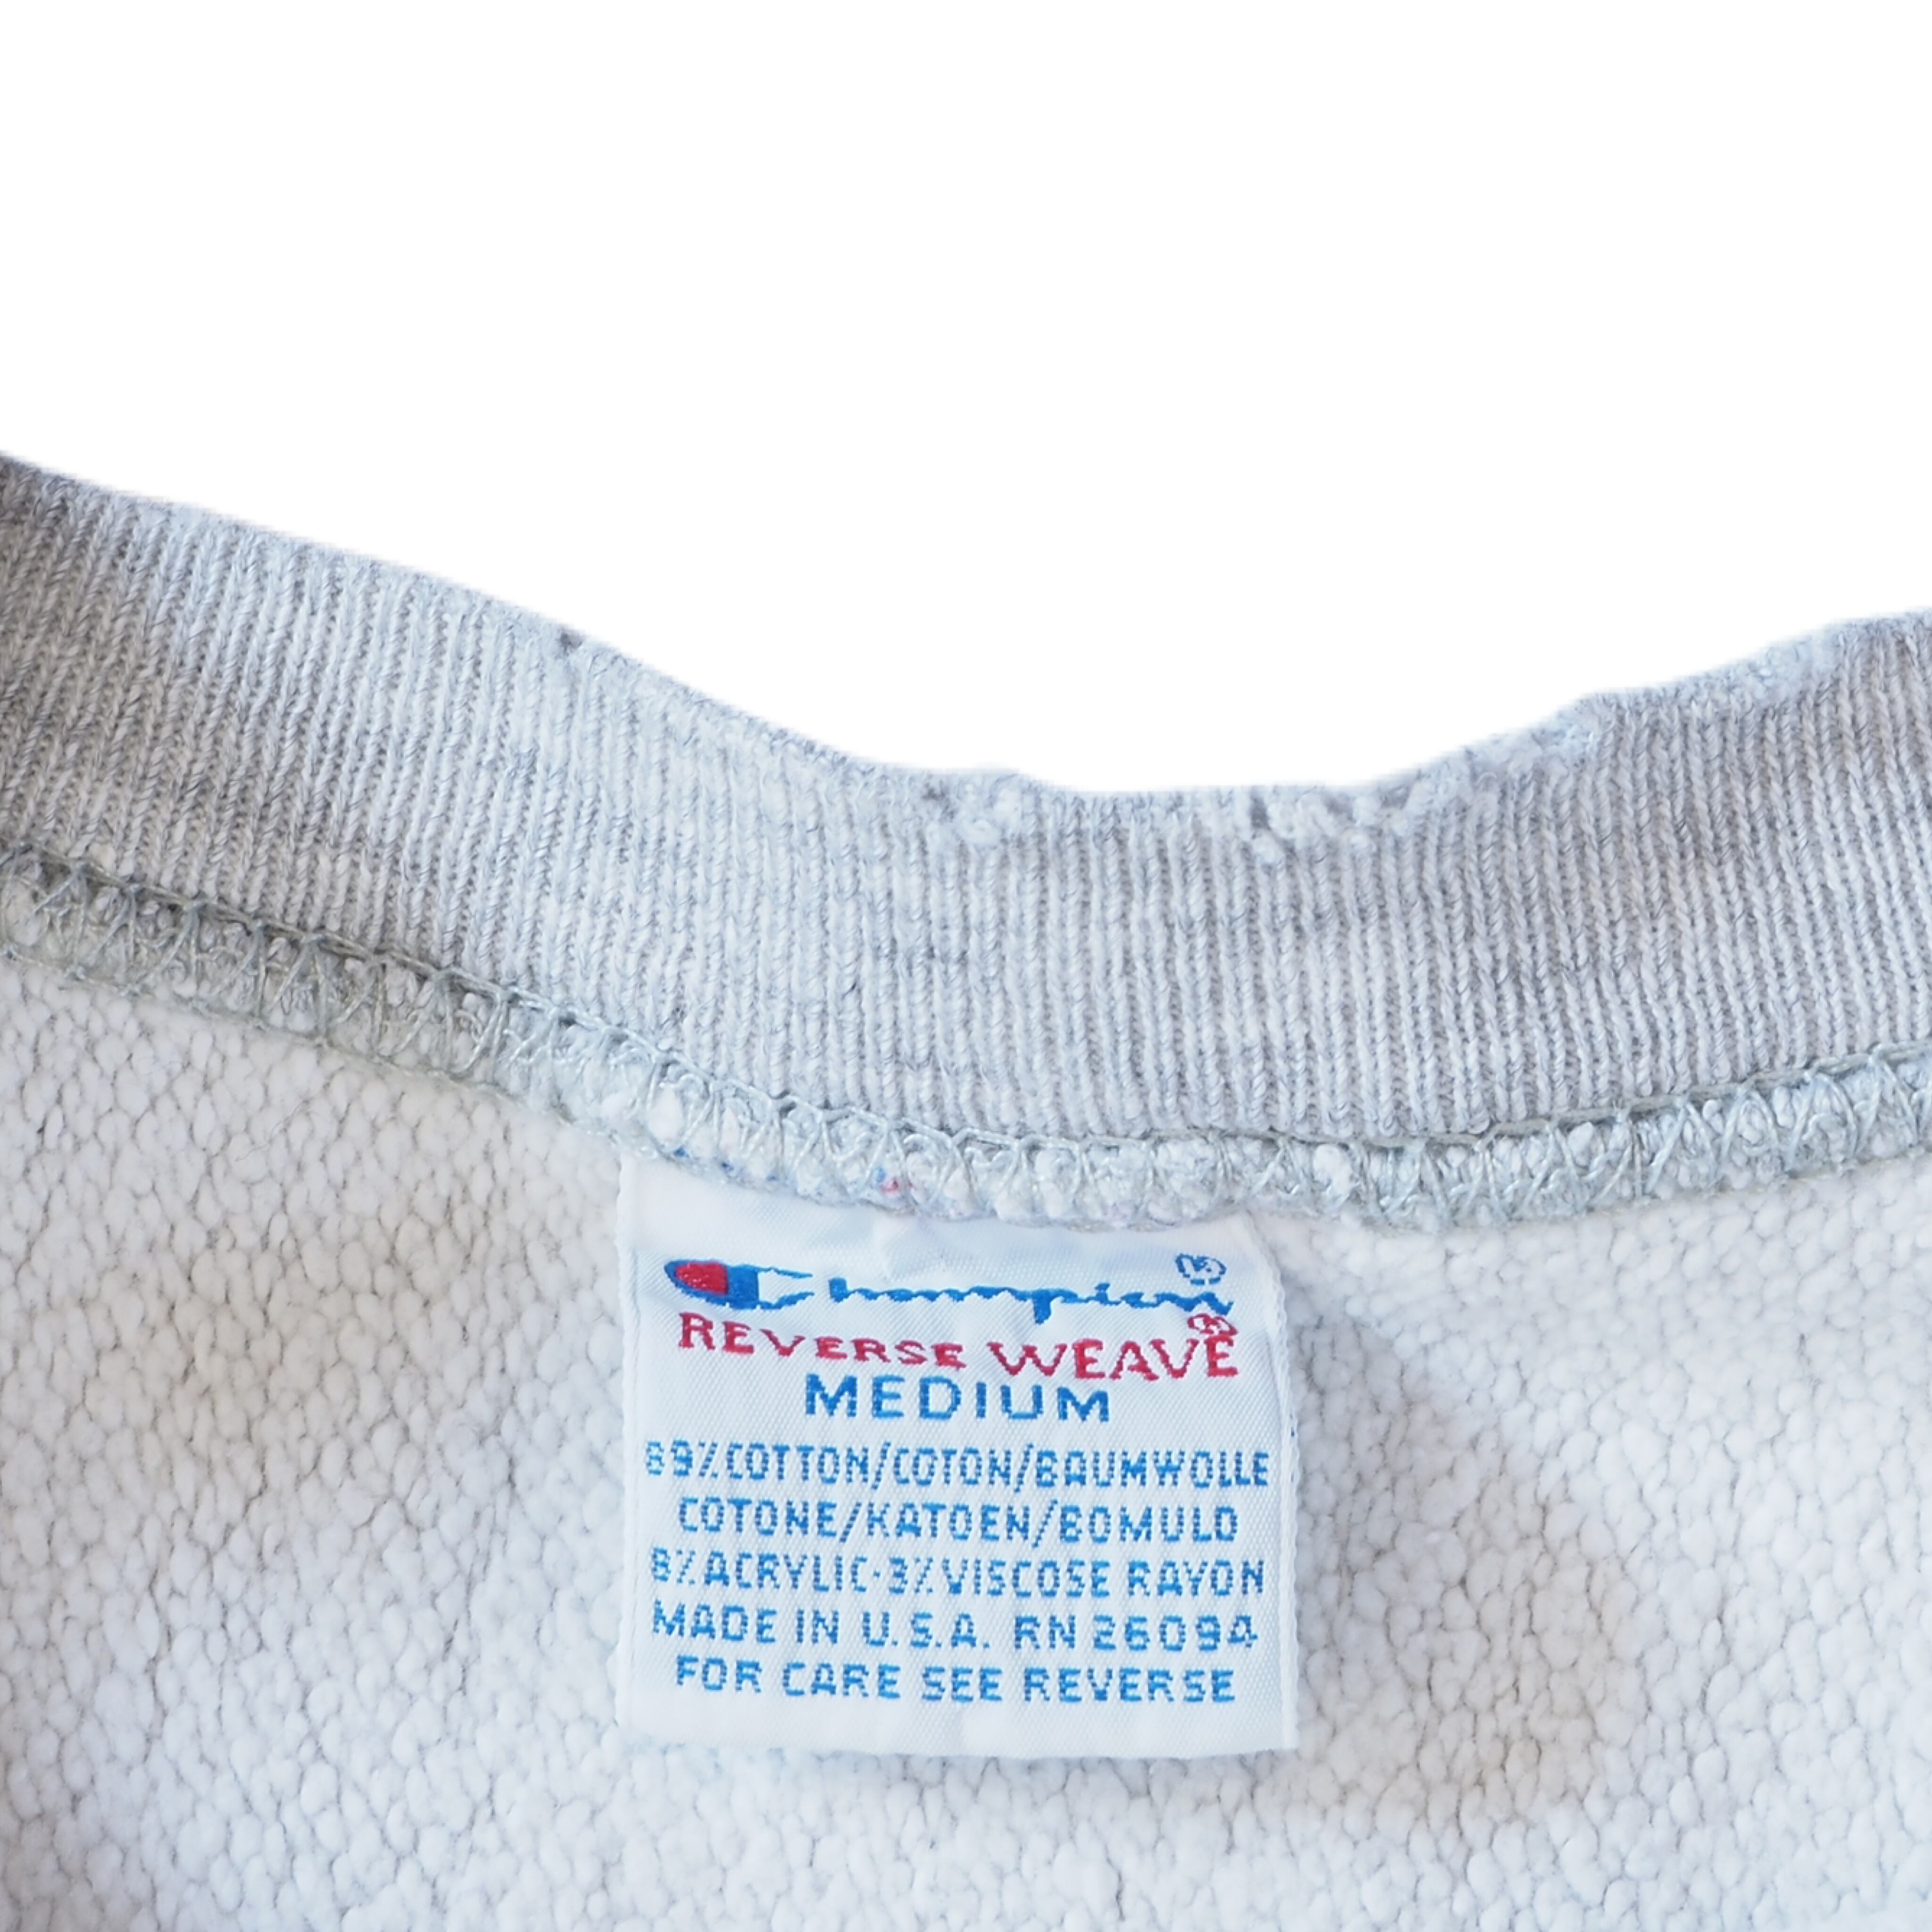 Champion
REVERSE WEAVE
MEDIUM
89% COTTON/COTON/BAUMWOLLE
COTONE/KATOEN/BOMULD
8% ACRYLIC·3% VISCOSE RAYON
MADE IN U.S.A. RN 26094
FOR CARE SEE REVERSE